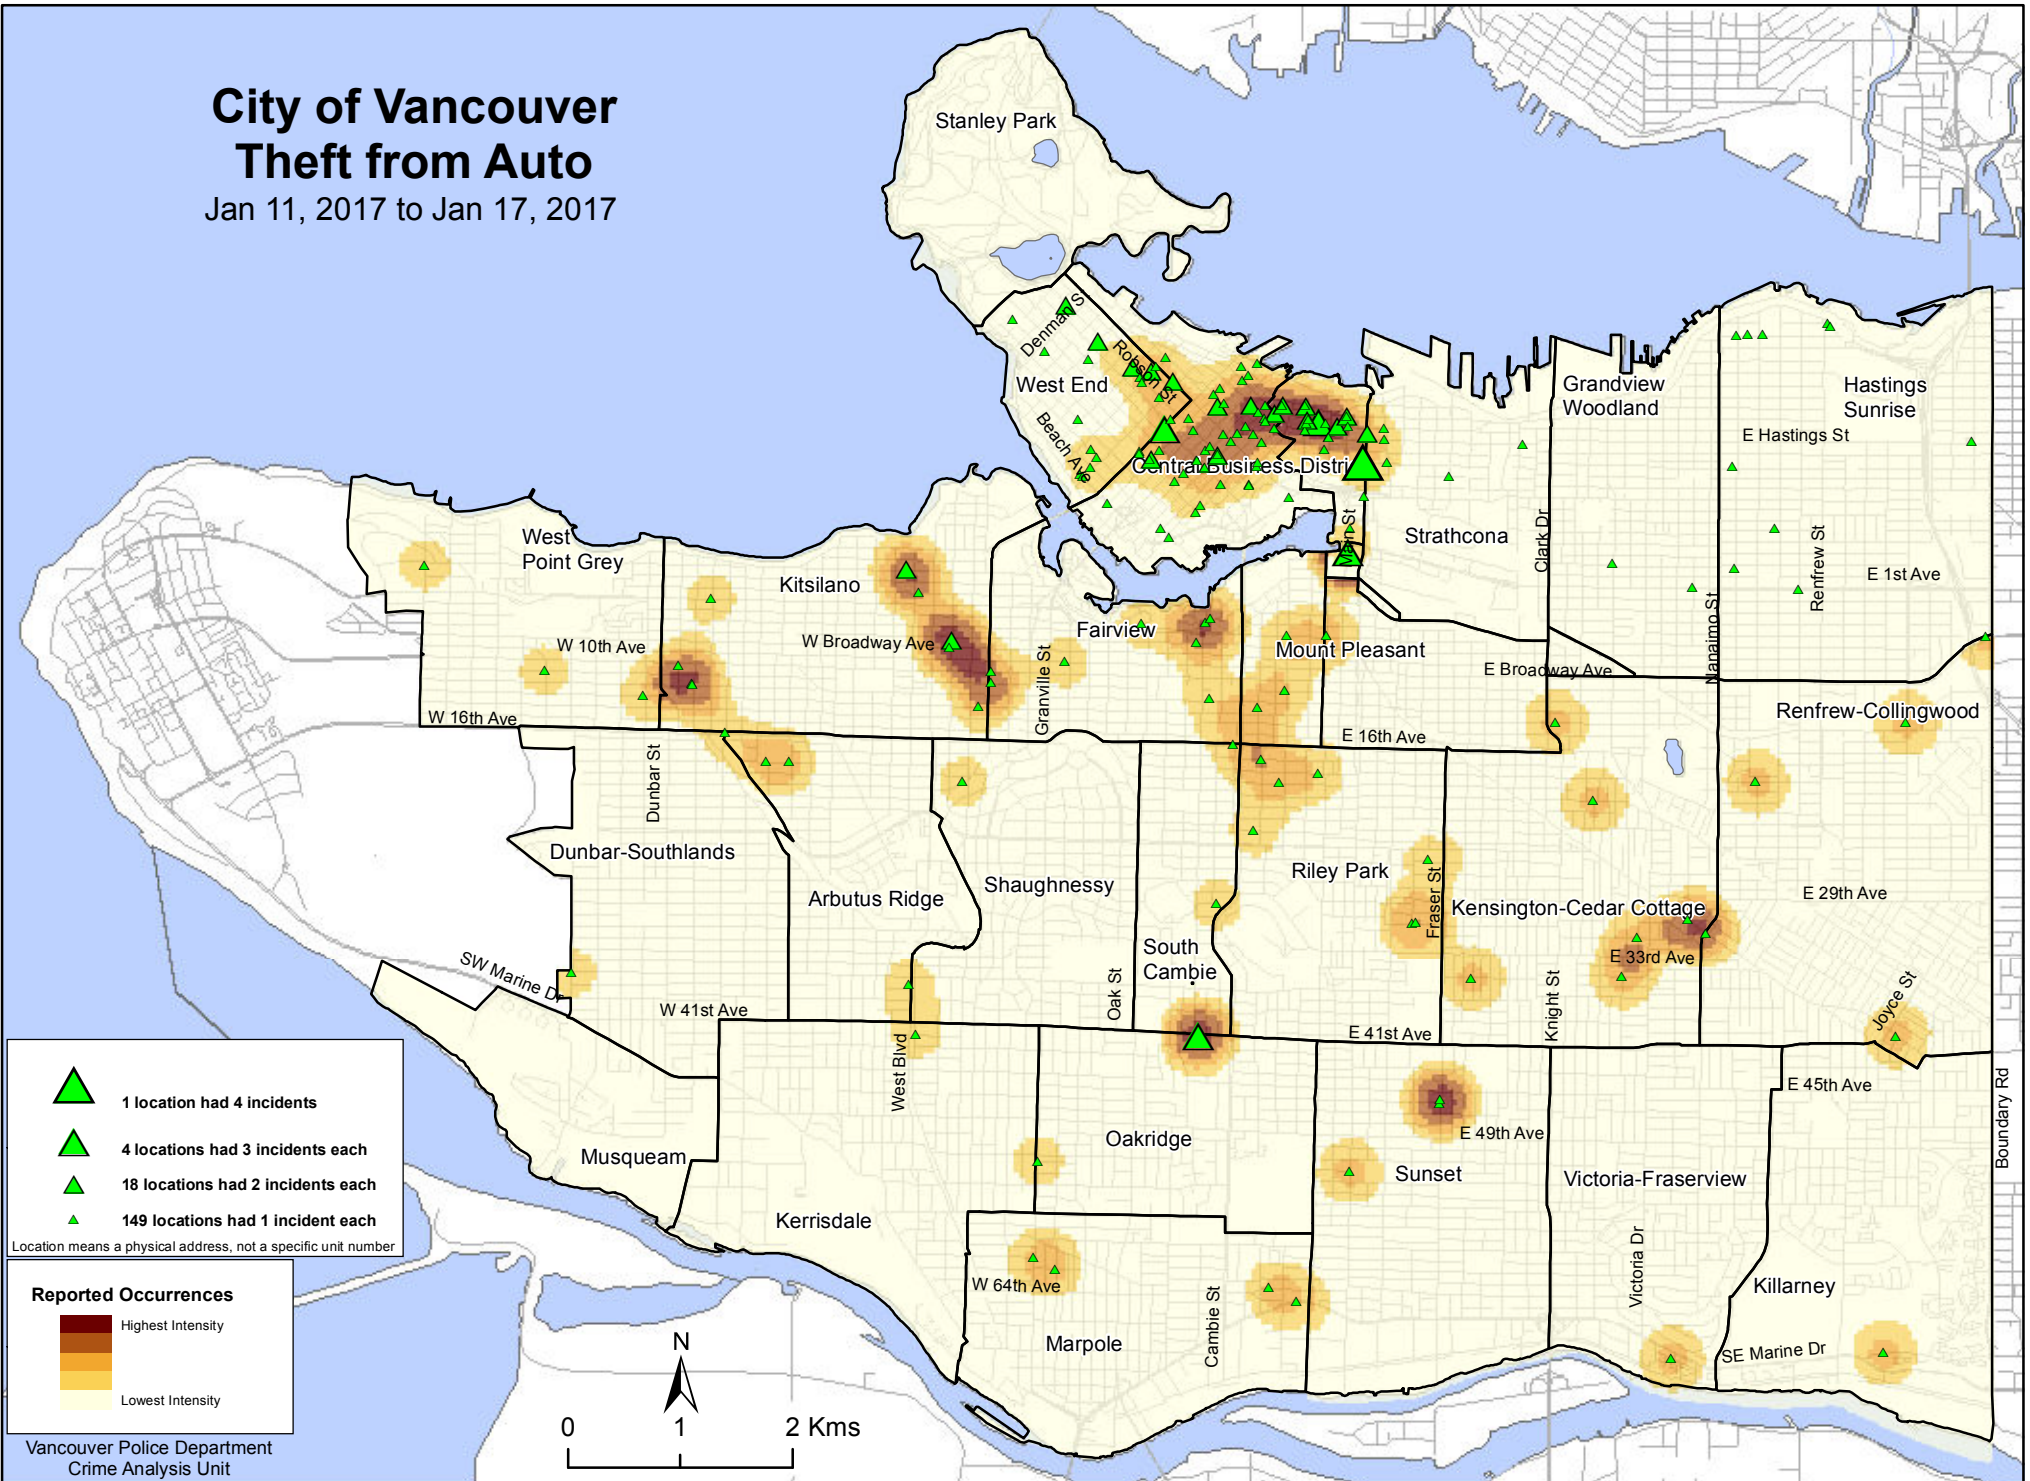 City of Vancouver
Theft from Auto
Jan 11, 2017 to Jan 17, 2017
Stanley Park
Denman S
Robson St
West End
Beach Ave
Central Business Distri
Grandview
Woodland
Hastings
Sunrise
E Hastings St
West
Point Grey
Kitsilano
Fairview
Main St
Strathcona
Clark Dr
Nanaimo St
Renfrew St
E 1st Ave
W 10th Ave
W Broadway Ave
Granville St
Mount Pleasant
E Broadway Ave
W 16th Ave
E 16th Ave
Renfrew-Collingwood
Dunbar St
Dunbar-Southlands
Arbutus Ridge
Shaughnessy
Riley Park
Fraser St
Kensington-Cedar Cottage
E 29th Ave
South
Cambie
E 33rd Ave
SW Marine Dr
W 41st Ave
Oak St
Knight St
Joyce St
E 41st Ave
West Blvd
E 45th Ave
Boundary Rd
Musqueam
Oakridge
E 49th Ave
Sunset
Victoria-Fraserview
Kerrisdale
W 64th Ave
Cambie St
Victoria Dr
Killarney
Marpole
SE Marine Dr
1 location had 4 incidents
4 locations had 3 incidents each
18 locations had 2 incidents each
149 locations had 1 incident each
Location means a physical address, not a specific unit number
Reported Occurrences
Highest Intensity
Lowest Intensity
Vancouver Police Department
Crime Analysis Unit
N
0 1 2 Kms